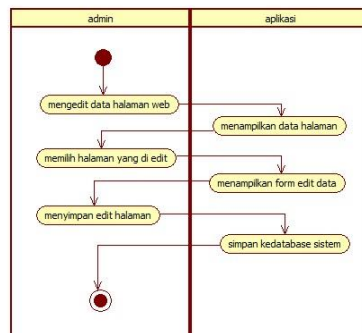 admin
aplikasi
mengedit data halaman web
menampilkan data halaman
memilih halaman yang di edit
menampilkan form edit data
menyimpan edit halaman
simpan kedatabase sistem